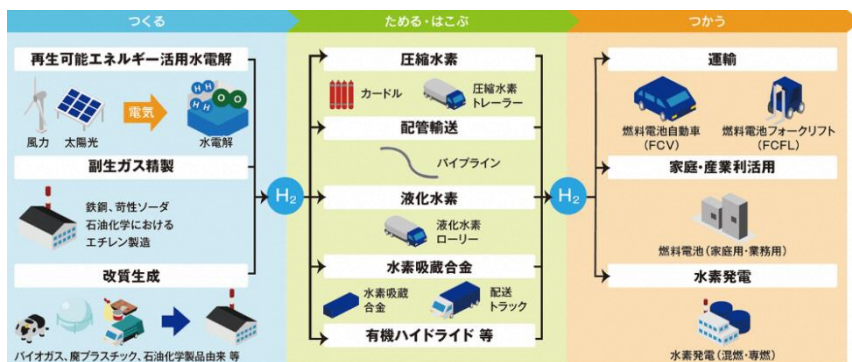 つくる
再生可能エネルギー活用水電解
風力
太陽光
電気
H
H
H
H
O
O
水電解
副生ガス精製
鉄鋼、苛性ソーダ
石油化学における
エチレン製造
改質生成
バイオガス、廃プラスチック、石油化学製品由来 等
H2
ためる・はこぶ
圧縮水素
カードル
圧縮水素
トレーラー
配管輸送
パイプライン
液化水素
液化水素
ローリー
水素吸蔵合金
水素吸蔵
合金
配送
トラック
有機ハイドライド 等
H2
つかう
運輸
燃料電池自動車
(FCV)
燃料電池フォークリフト
(FCFL)
家庭・産業利活用
燃料電池(家庭用・業務用)
水素発電
水素発電(混焼・専焼)